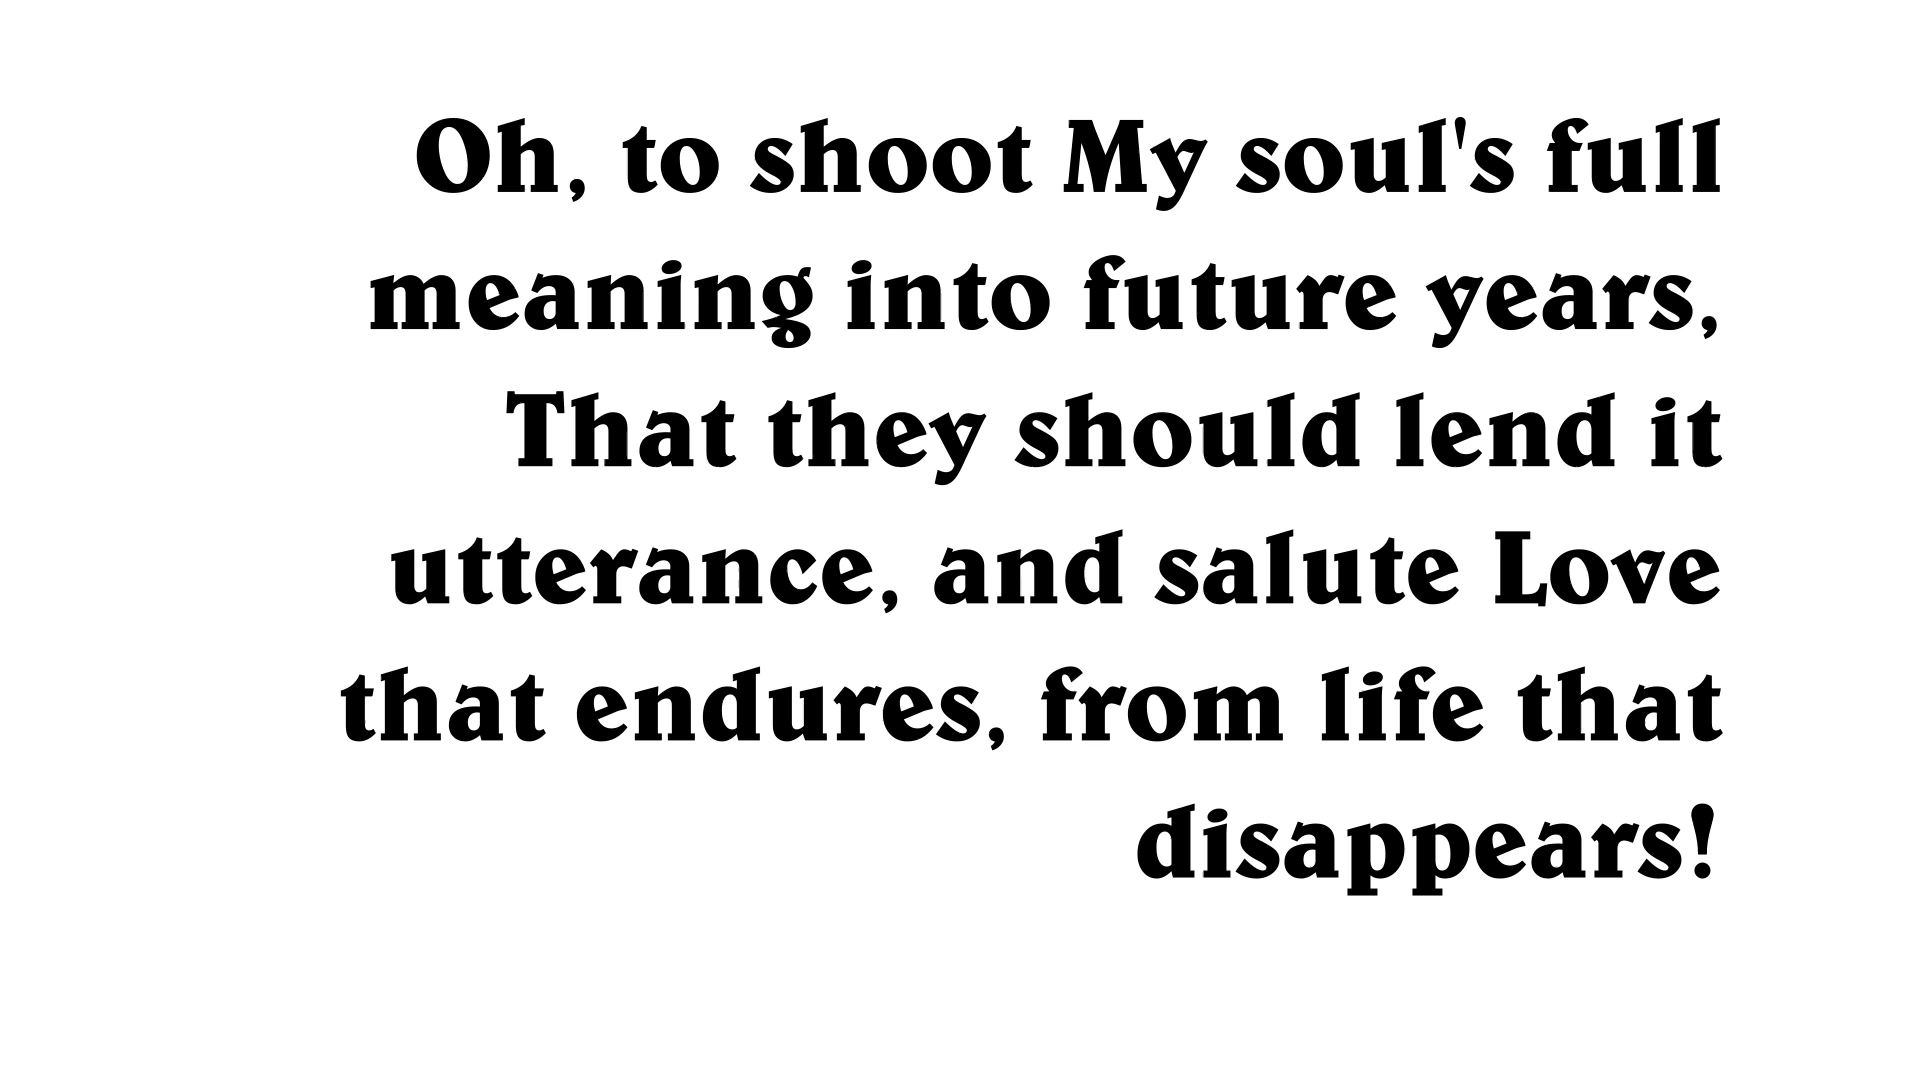 Oh, to shoot My soul's full
meaning into future years,
That they should lend it
utterance, and salute Love
that endures, from life that
disappears!